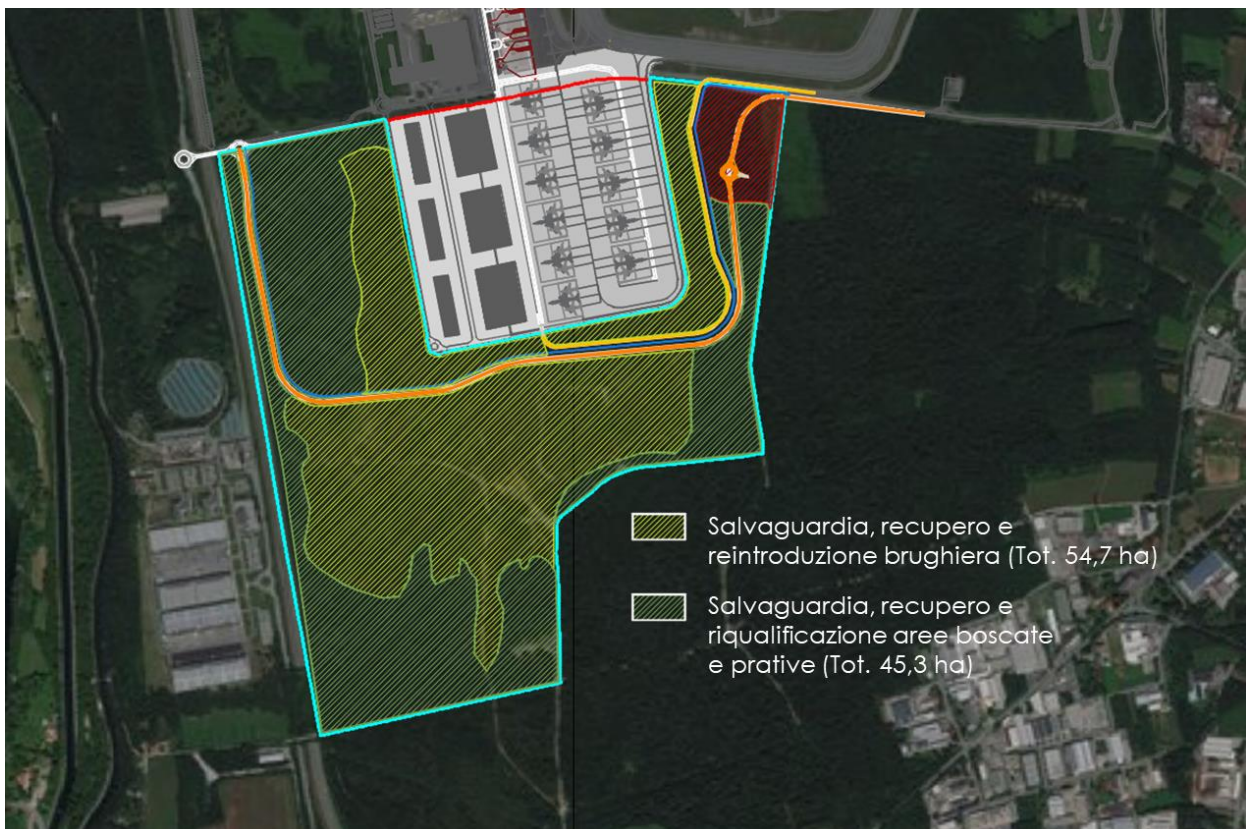 Salvaguardia, recupero e
reintroduzione brughiera (Tot. 54,7 ha)
Salvaguardia, recupero e
riqualificazione aree boscate
e prative (Tot. 45,3 ha)